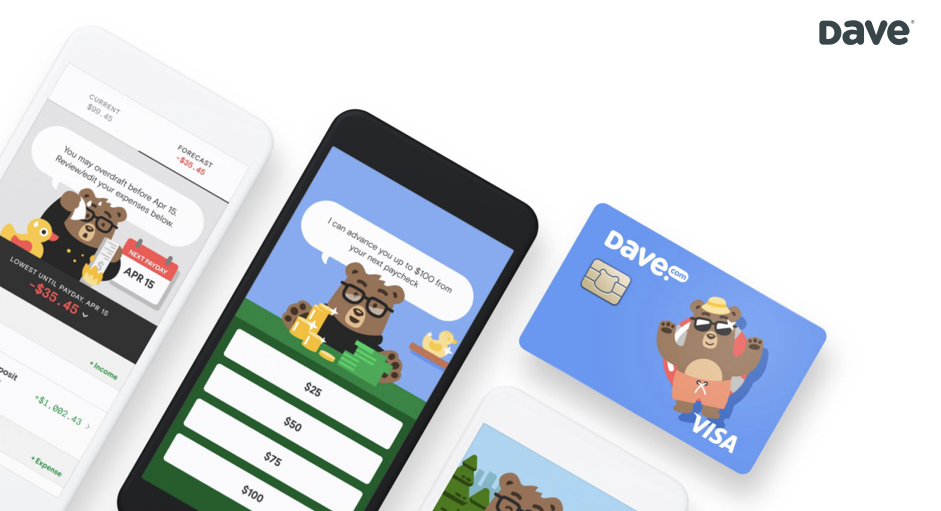 Dave®
CURRENT
$99.45
FORECAST
-$35.45
You may overdraft before Apr 15.
Review/edit your expenses below.
NEXT PAYDAY
APR 15
LOWEST UNTIL PAYDAY, APR 15
-$35.45
+Income
+$1,002.43
+Expense
I can advance you up to $100 from
your next paycheck
$25
$50
$75
$100
Dave.com
VISA